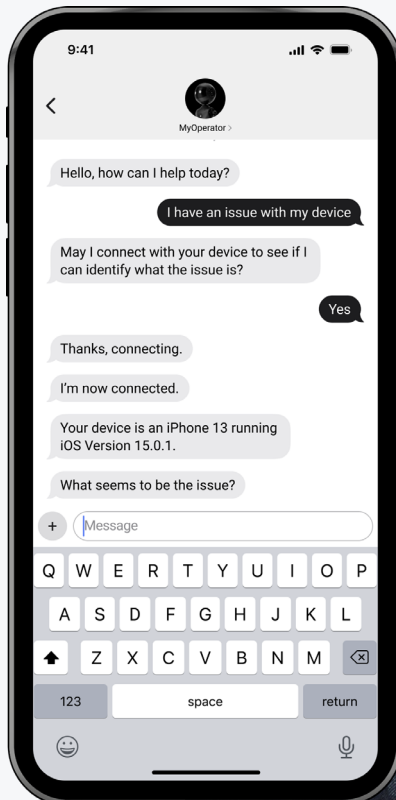 9:41
MyOperator >
Hello, how can I help today?
I have an issue with my device
May I connect with your device to see if I
can identify what the issue is?
Yes
Thanks, connecting.
I'm now connected.
Your device is an iPhone 13 running
iOS Version 15.0.1.
What seems to be the issue?
+ Message
Q W E R T Y U I O P
A S D F G H J K L
Z X C V B N M
123 space return